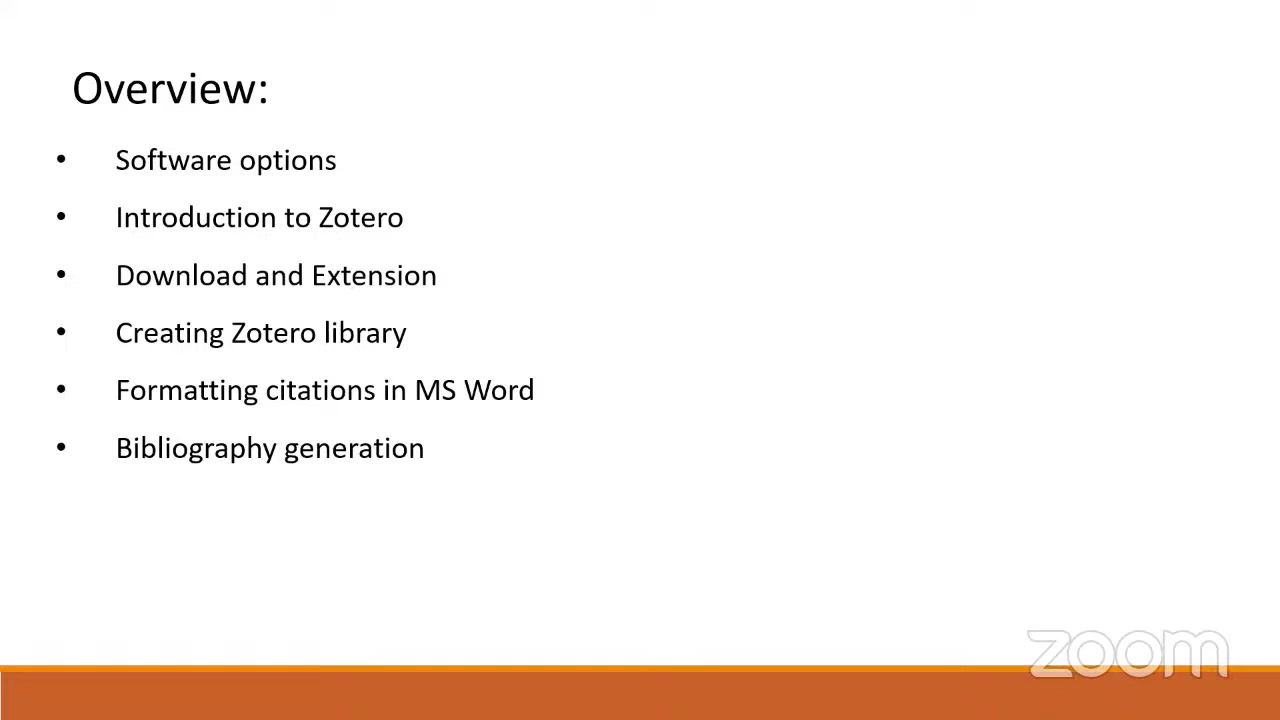 Overview:
• Software options
• Introduction to Zotero
• Download and Extension
• Creating Zotero library
• Formatting citations in MS Word
• Bibliography generation
zoom